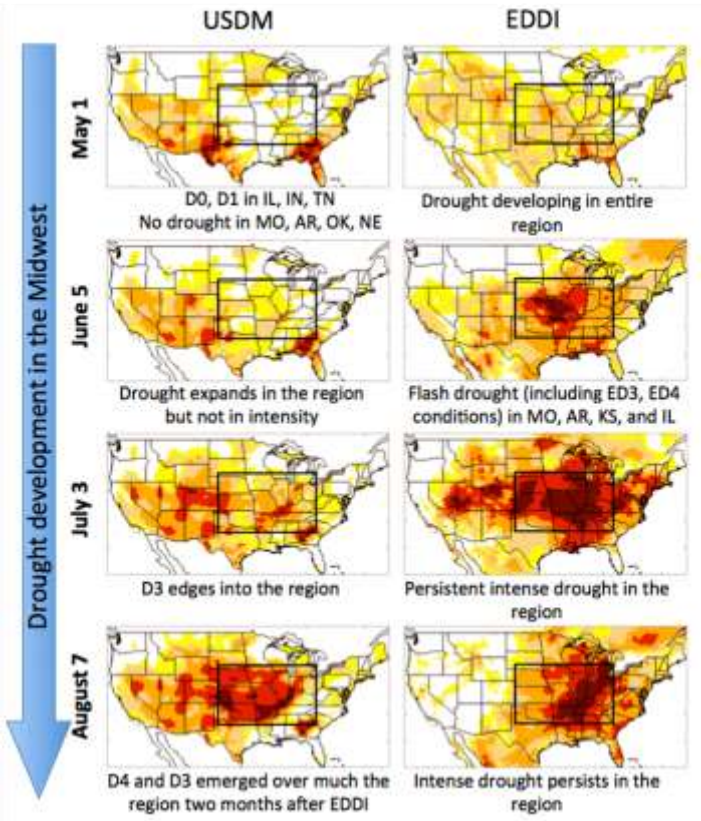 USDM
EDDI
Drought development in the Midwest
May 1
D0, D1 in IL, IN, TN
No drought in MO, AR, OK, NE
Drought developing in entire
region
June 5
Drought expands in the region
but not in intensity
Flash drought (including ED3, ED4
conditions) in MO, AR, KS, and IL
July 3
D3 edges into the region
Persistent intense drought in the
region
August 7
D4 and D3 emerged over much the
region two months after EDDI
Intense drought persists in the
region